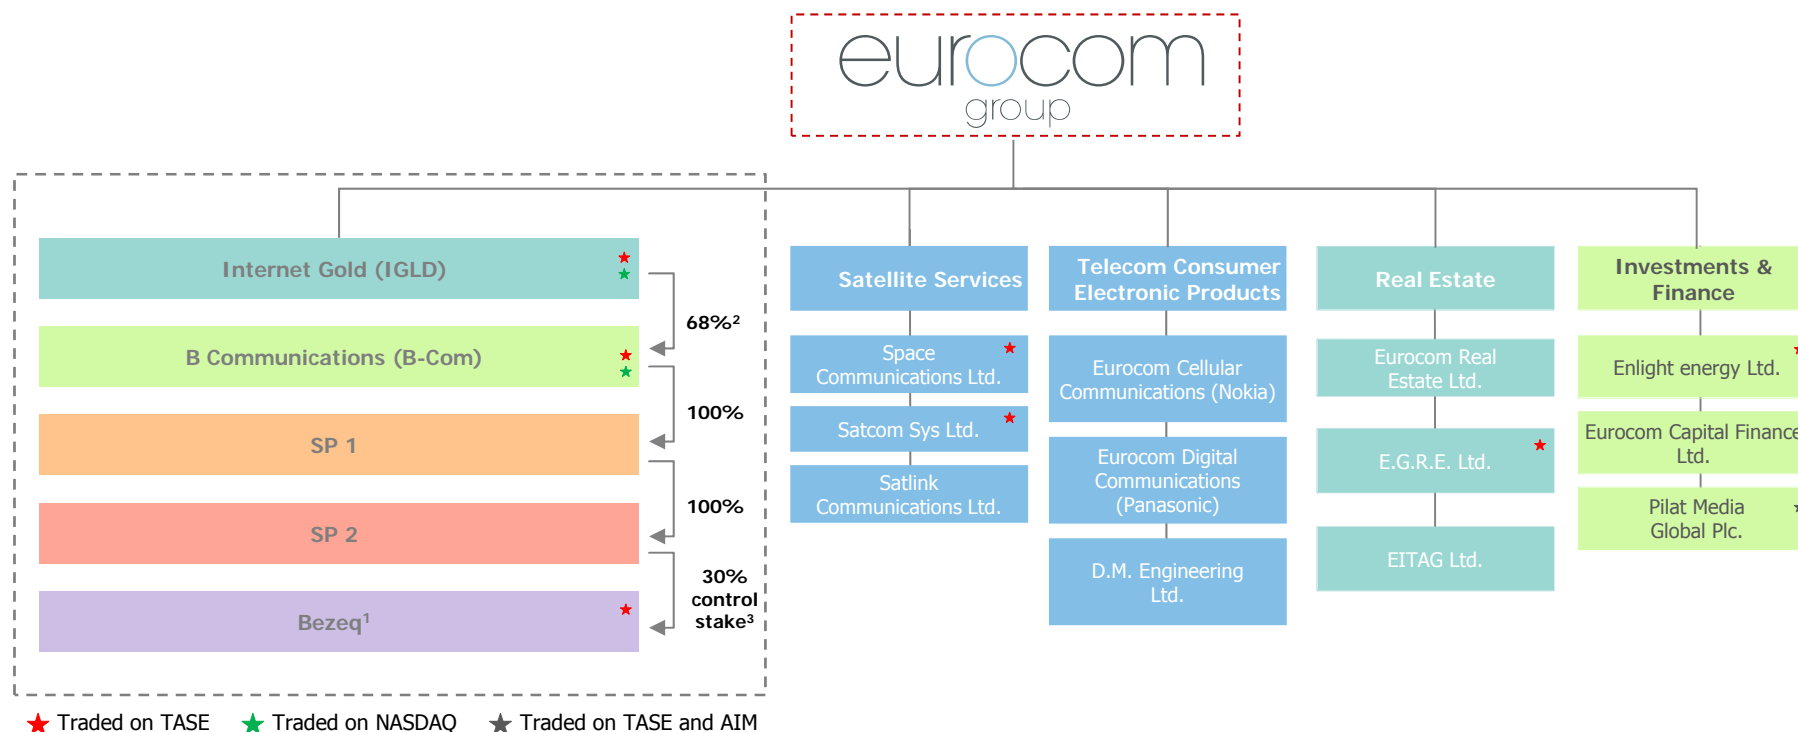 eurocom
group
Internet Gold (IGLD)
68%²
B Communications (B-Com)
100%
SP 1
100%
SP 2
30%
control
stake³
Bezeq¹
Satellite Services
Space
Communications Ltd.
Satcom Sys Ltd.
Satlink
Communications Ltd.
Telecom Consumer
Electronic Products
Eurocom Cellular
Communications (Nokia)
Eurocom Digital
Communications
(Panasonic)
D.M. Engineering
Ltd.
Real Estate
Eurocom Real
Estate Ltd.
E.G.R.E. Ltd.
EITAG Ltd.
Investments &
Finance
Enlight energy Ltd.
Eurocom Capital Finance
Ltd.
Pilat Media
Global Plc.
Traded on TASE
Traded on NASDAQ
Traded on TASE and AIM